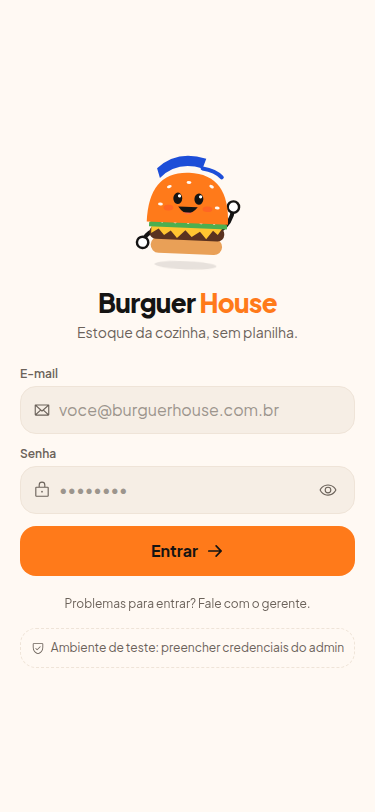 Burguer House
Estoque da cozinha, sem planilha.
E-mail
voce@burguerhouse.com.br
Senha
••••••••
Entrar →
Problemas para entrar? Fale com o gerente.
Ambiente de teste: preencher credenciais do admin